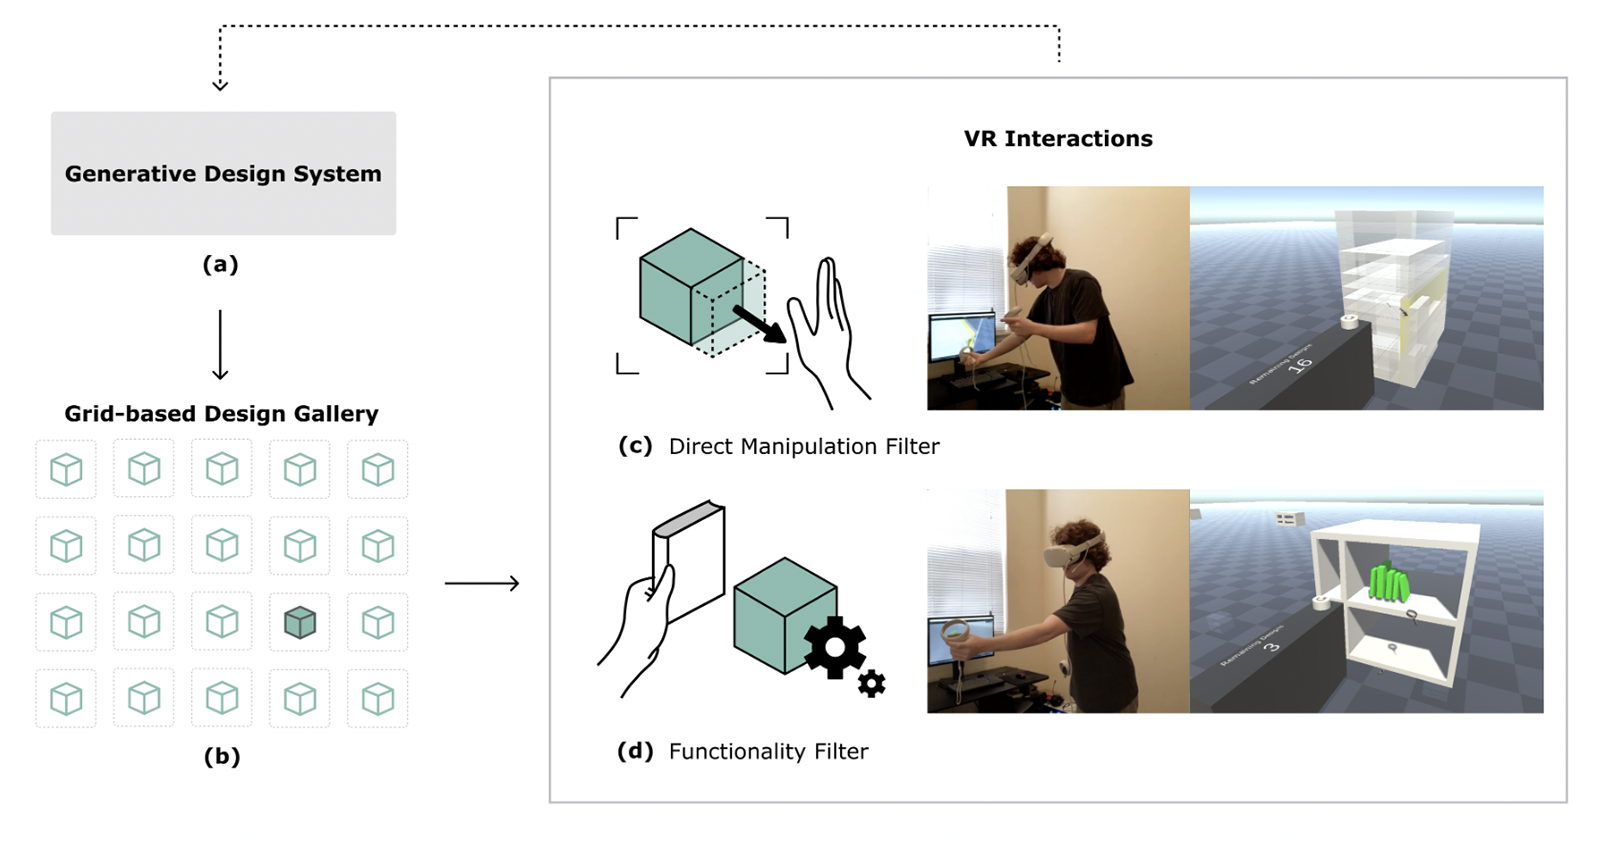 Generative Design System
(a)
Grid-based Design Gallery
(b)
VR Interactions
(c) Direct Manipulation Filter
Remaining Designs
16
(d) Functionality Filter
Remaining Designs
3